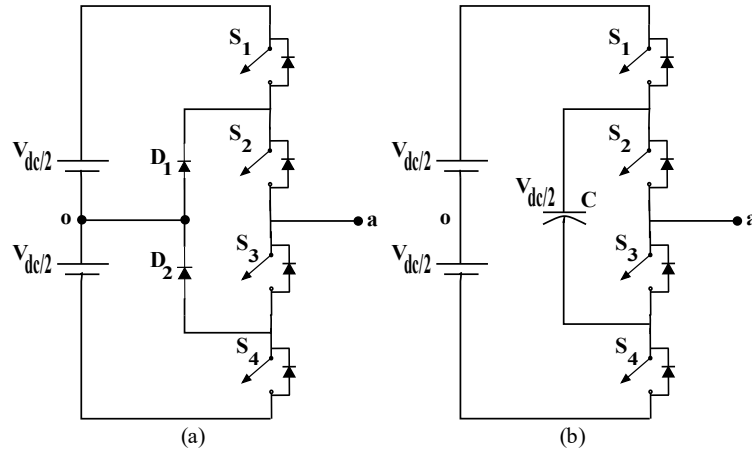 S1
S2
Vdc/2
D1
o
a
Vdc/2
D2
S3
S4
(a)
S1
S2
Vdc/2
Vdc/2
C
o
a
Vdc/2
S3
S4
(b)